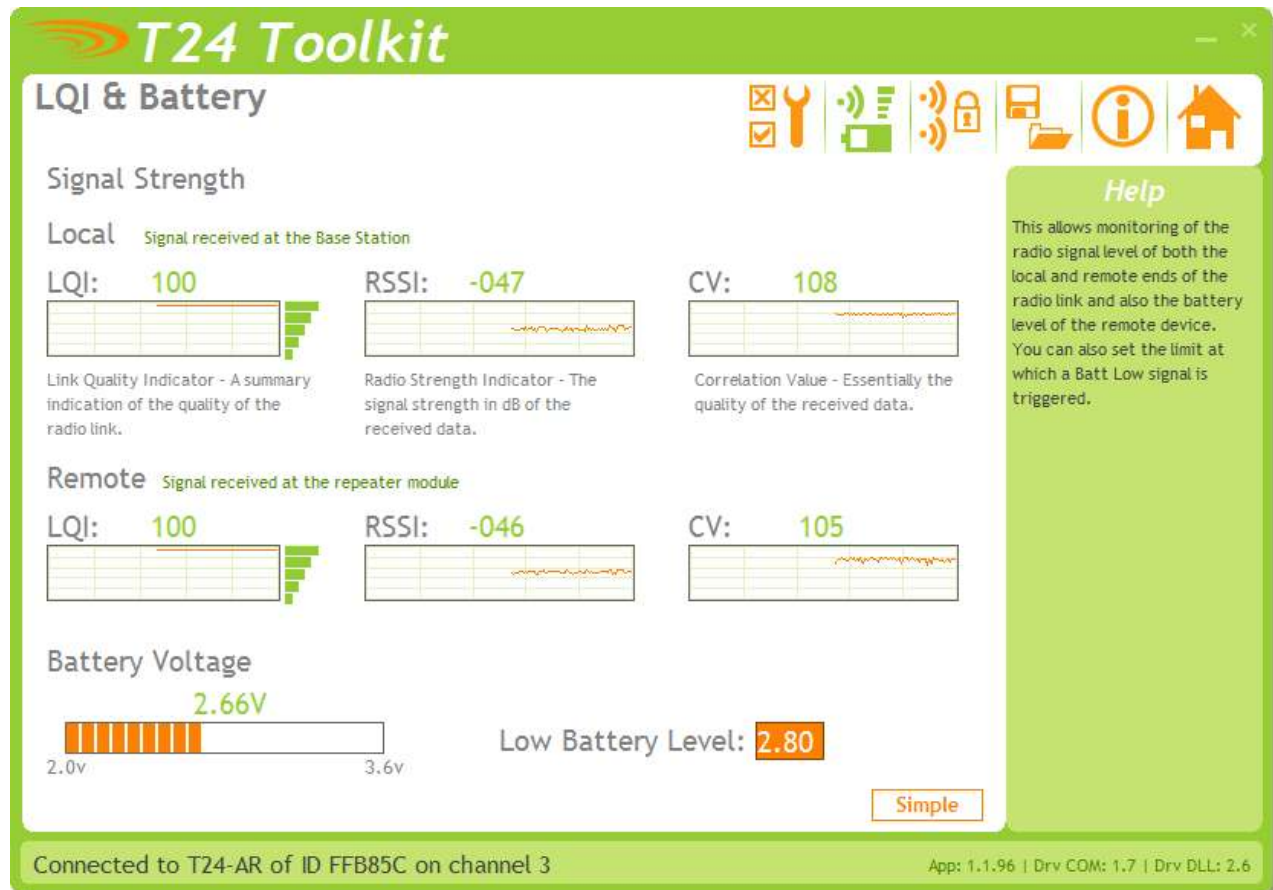 T24 Toolkit
LQI & Battery
Signal Strength
Local Signal received at the Base Station
LQI: 100 RSSI: -047 CV: 108
Link Quality Indicator - A summary
indication of the quality of the
radio link.
Radio Strength Indicator - The
signal strength in dB of the
received data.
Correlation Value - Essentially the
quality of the received data.
Remote Signal received at the repeater module
LQI: 100 RSSI: -046 CV: 105
Battery Voltage
2.66V
2.0v 3.6v
Low Battery Level: 2.80
Simple
Help
This allows monitoring of the
radio signal level of both the
local and remote ends of the
radio link and also the battery
level of the remote device.
You can also set the limit at
which a Batt Low signal is
triggered.
Connected to T24-AR of ID FFB85C on channel 3
App: 1.1.96 | Drv COM: 1.7 | Drv DLL: 2.6